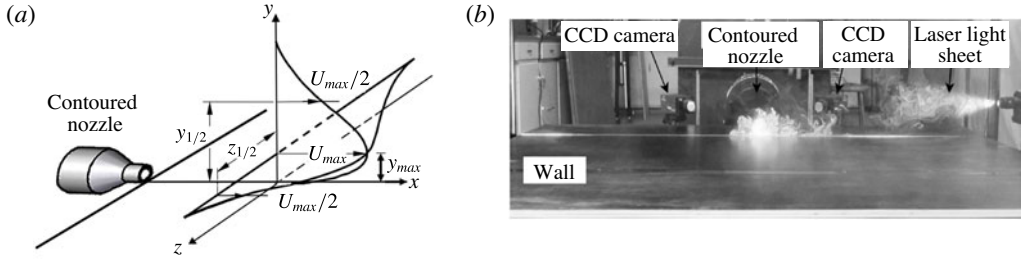 (a)
y
U_max/2
Contoured
nozzle
y_1/2
z_1/2
U_max
y_max
x
U_max/2
z
(b)
CCD camera
Contoured
nozzle
CCD
camera
Laser light
sheet
Wall